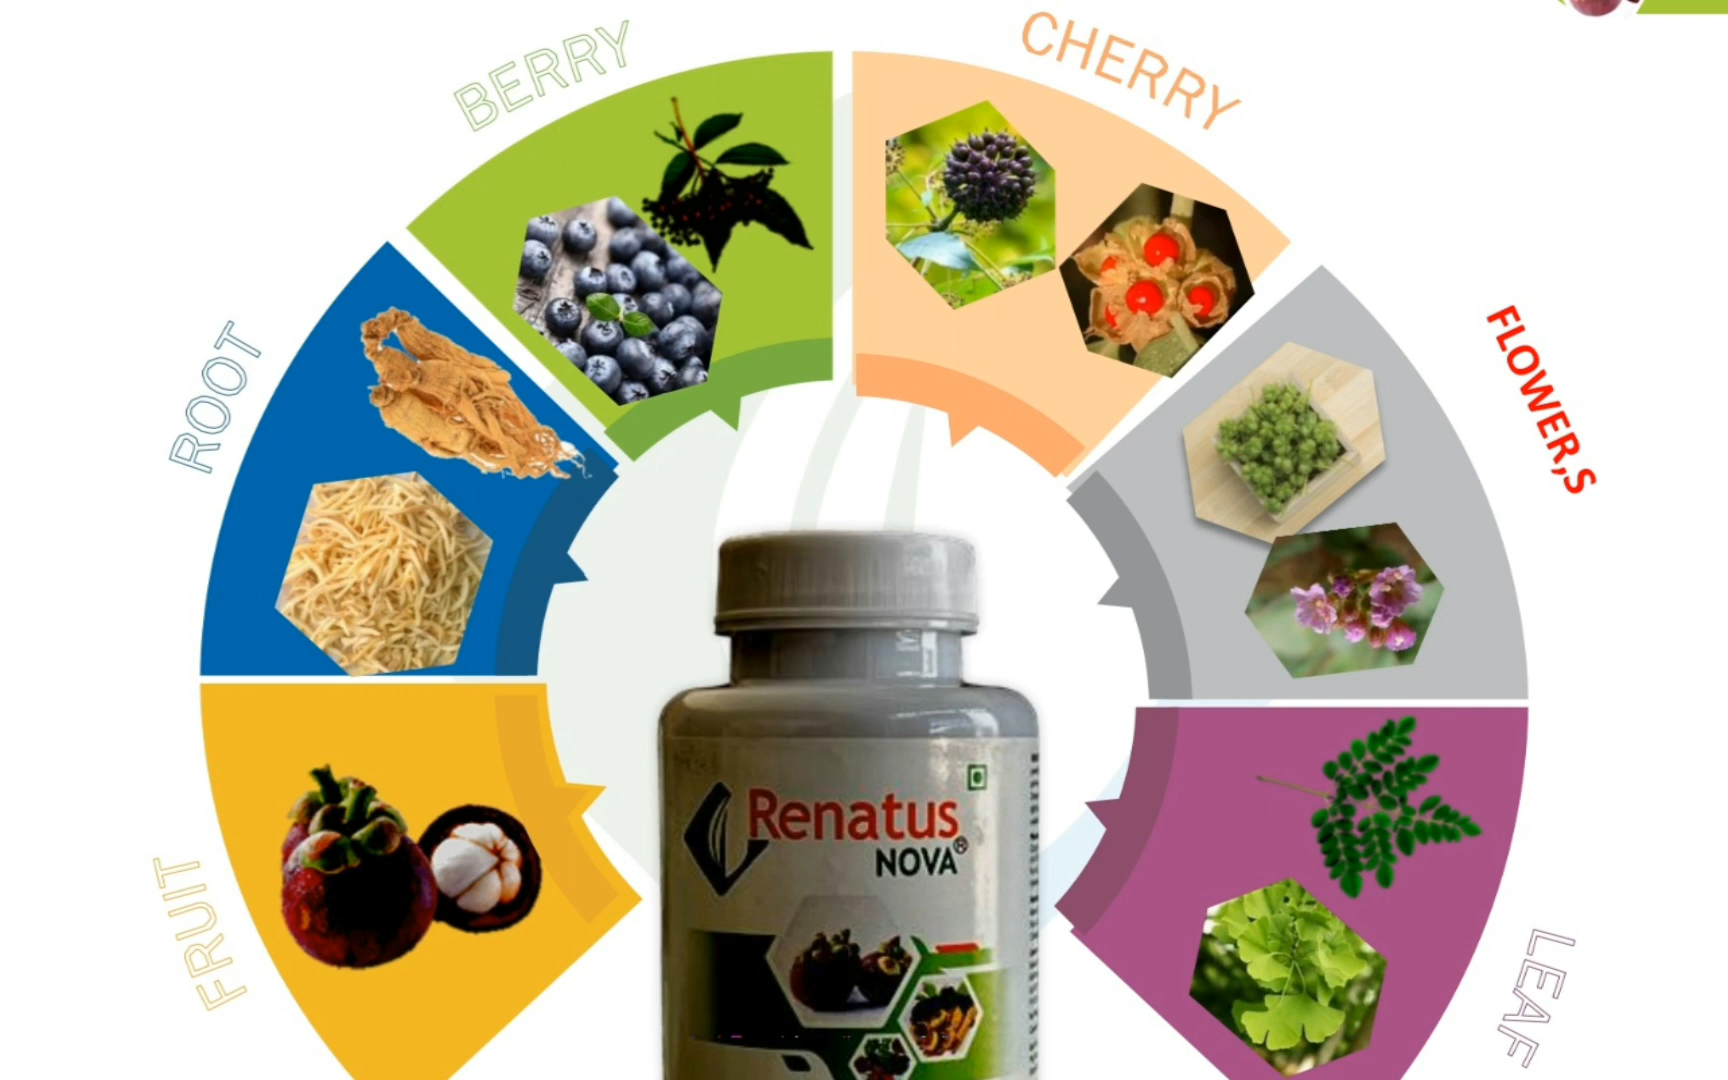 BERRY
CHERRY
ROOT
FLOWER,S
FRUIT
LEAF
Renatus
NOVA®